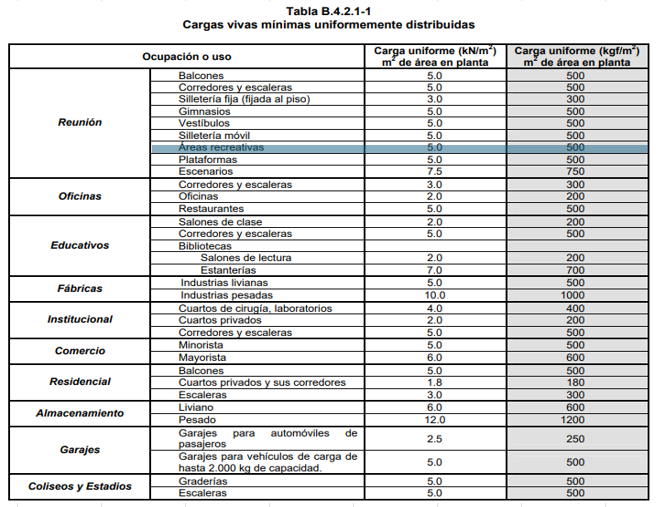 Tabla B.4.2.1-1
Cargas vivas mínimas uniformemente distribuidas
Ocupación o uso Carga uniforme (kN/m²) m² de área en planta Carga uniforme (kgf/m²) m² de área en planta
Reunión
Balcones 5.0 500
Corredores y escaleras 5.0 500
Silletería fija (fijada al piso) 3.0 300
Gimnasios 5.0 500
Vestíbulos 5.0 500
Silletería móvil 5.0 500
Áreas recreativas 5.0 500
Plataformas 5.0 500
Escenarios 7.5 750
Oficinas
Corredores y escaleras 3.0 300
Oficinas 2.0 200
Restaurantes 5.0 500
Educativos
Salones de clase 2.0 200
Corredores y escaleras 5.0 500
Bibliotecas
Salones de lectura 2.0 200
Estanterías 7.0 700
Fábricas
Industrias livianas 5.0 500
Industrias pesadas 10.0 1000
Institucional
Cuartos de cirugía, laboratorios 4.0 400
Cuartos privados 2.0 200
Corredores y escaleras 5.0 500
Comercio
Minorista 5.0 500
Mayorista 6.0 600
Residencial
Balcones 5.0 500
Cuartos privados y sus corredores 1.8 180
Escaleras 3.0 300
Almacenamiento
Liviano 6.0 600
Pesado 12.0 1200
Garajes
Garajes para automóviles de
pasajeros 2.5 250
Garajes para vehículos de carga de
hasta 2.000 kg de capacidad. 5.0 500
Coliseos y Estadios
Graderías 5.0 500
Escaleras 5.0 500